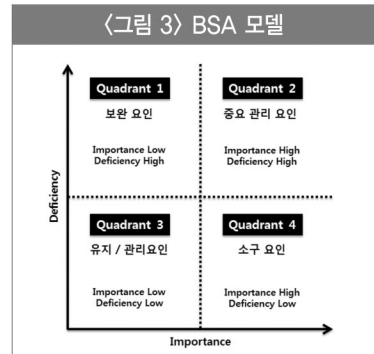 〈그림 3〉 BSA 모델
Quadrant 1
보완 요인
Importance Low
Deficiency High
Quadrant 2
중요 관리 요인
Importance High
Deficiency High
Deficiency
Quadrant 3
유지 / 관리요인
Importance Low
Deficiency Low
Quadrant 4
소구 요인
Importance High
Deficiency Low
Importance